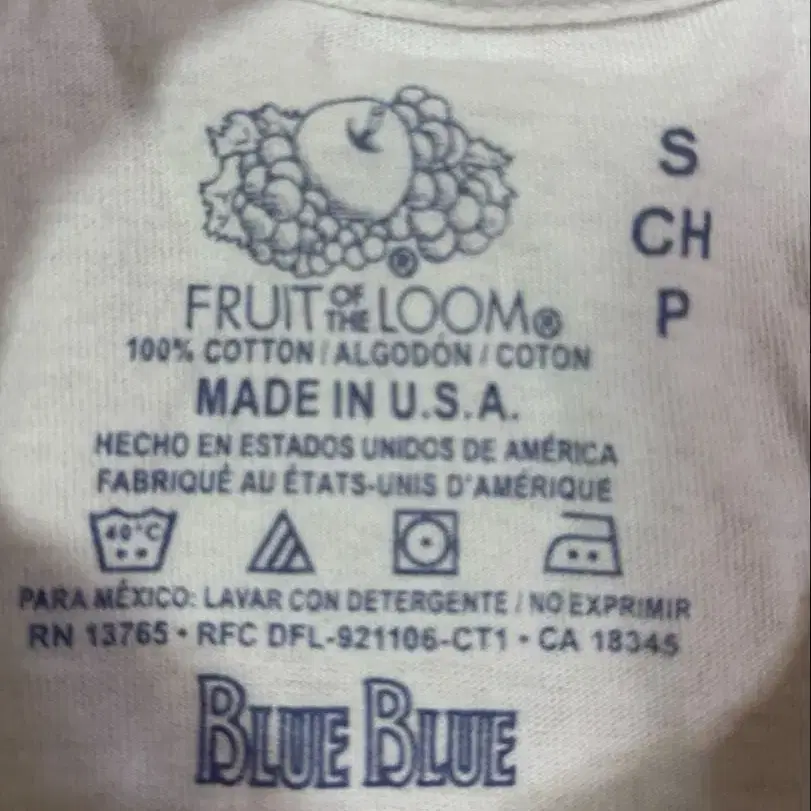 S
CH
P
FRUIT OF THE LOOM®
100% COTTON / ALGODÓN / COTON
MADE IN U.S.A.
HECHO EN ESTADOS UNIDOS DE AMÉRICA
FABRIQUÉ AU ÉTATS-UNIS D'AMÉRIQUE
40°C
PARA MÉXICO: LAVAR CON DETERGENTE / NO EXPRIMIR
RN 13765 • RFC DFL-921106-CT1 • CA 18345
BLUE BLUE